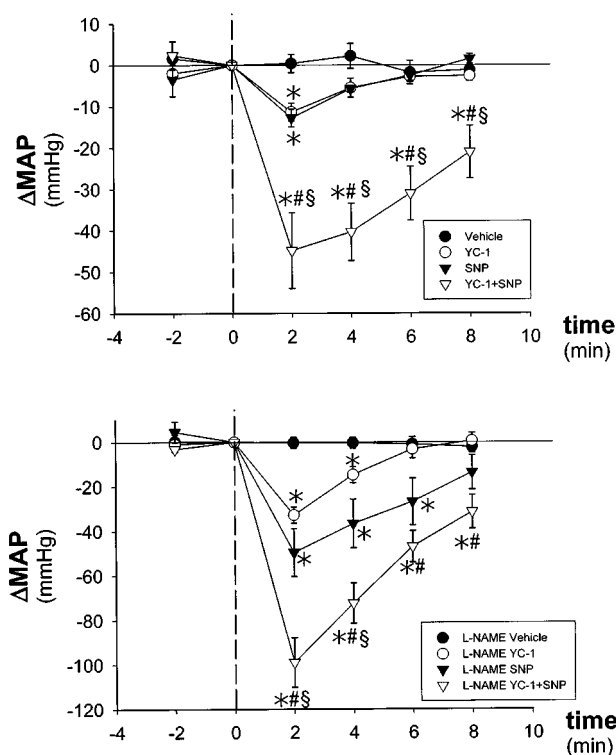 10
0
-10
-20
-30
-40
-50
-60
ΔMAP
(mmHg)
*
*
*#§
*#§
*#§
*#§
Vehicle
YC-1
SNP
YC-1+SNP
-4 -2 0 2 4 6 8 10
time
(min)
0
-20
-40
-60
-80
-100
-120
ΔMAP
(mmHg)
*
*
*
*
*
*#§
*#§
*#
*#
L-NAME Vehicle
L-NAME YC-1
L-NAME SNP
L-NAME YC-1+SNP
-4 -2 0 2 4 6 8 10
time
(min)